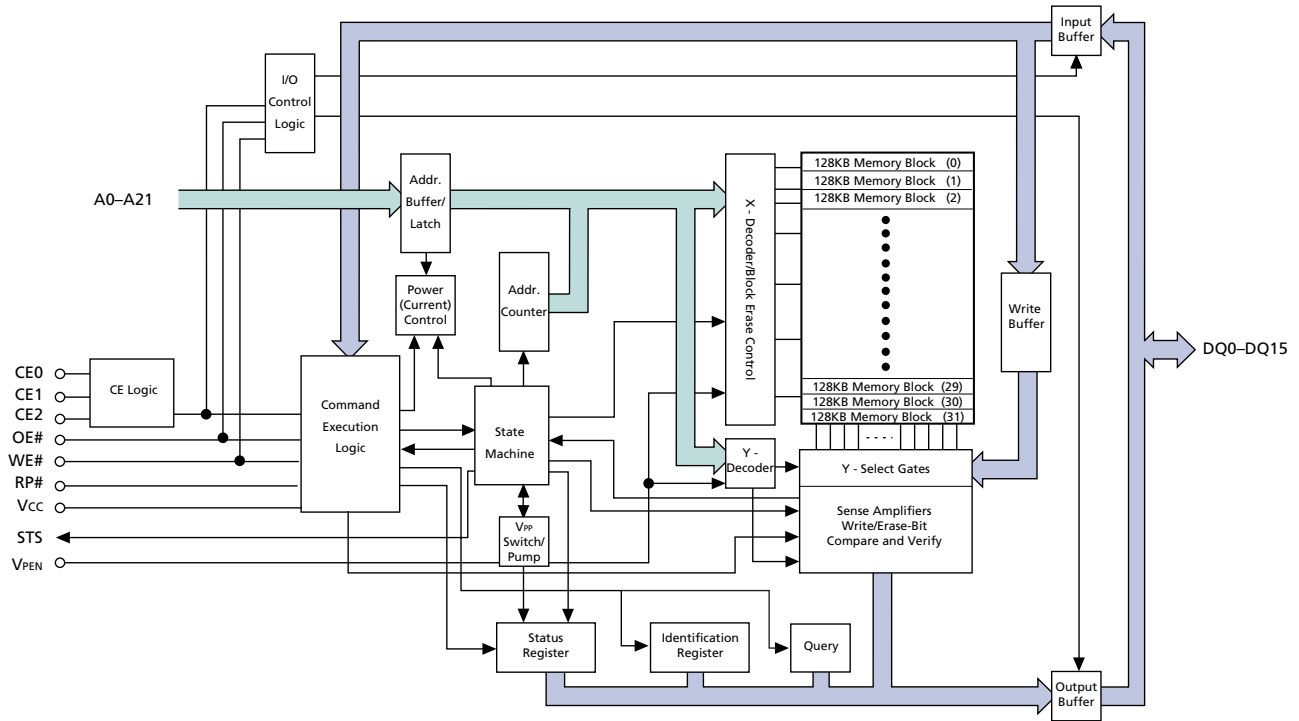 Input
Buffer
I/O
Control
Logic
A0–A21
Addr.
Buffer/
Latch
Power
(Current)
Control
Addr.
Counter
X - Decoder/Block Erase Control
128KB Memory Block (0)
128KB Memory Block (1)
128KB Memory Block (2)
128KB Memory Block (29)
128KB Memory Block (30)
128KB Memory Block (31)
Write
Buffer
DQ0–DQ15
CE0
CE1
CE2
OE#
WE#
RP#
VCC
STS
VPEN
CE Logic
Command
Execution
Logic
State
Machine
VPP
Switch/
Pump
Y -
Decoder
Y - Select Gates
Sense Amplifiers
Write/Erase-Bit
Compare and Verify
Status
Register
Identification
Register
Query
Output
Buffer